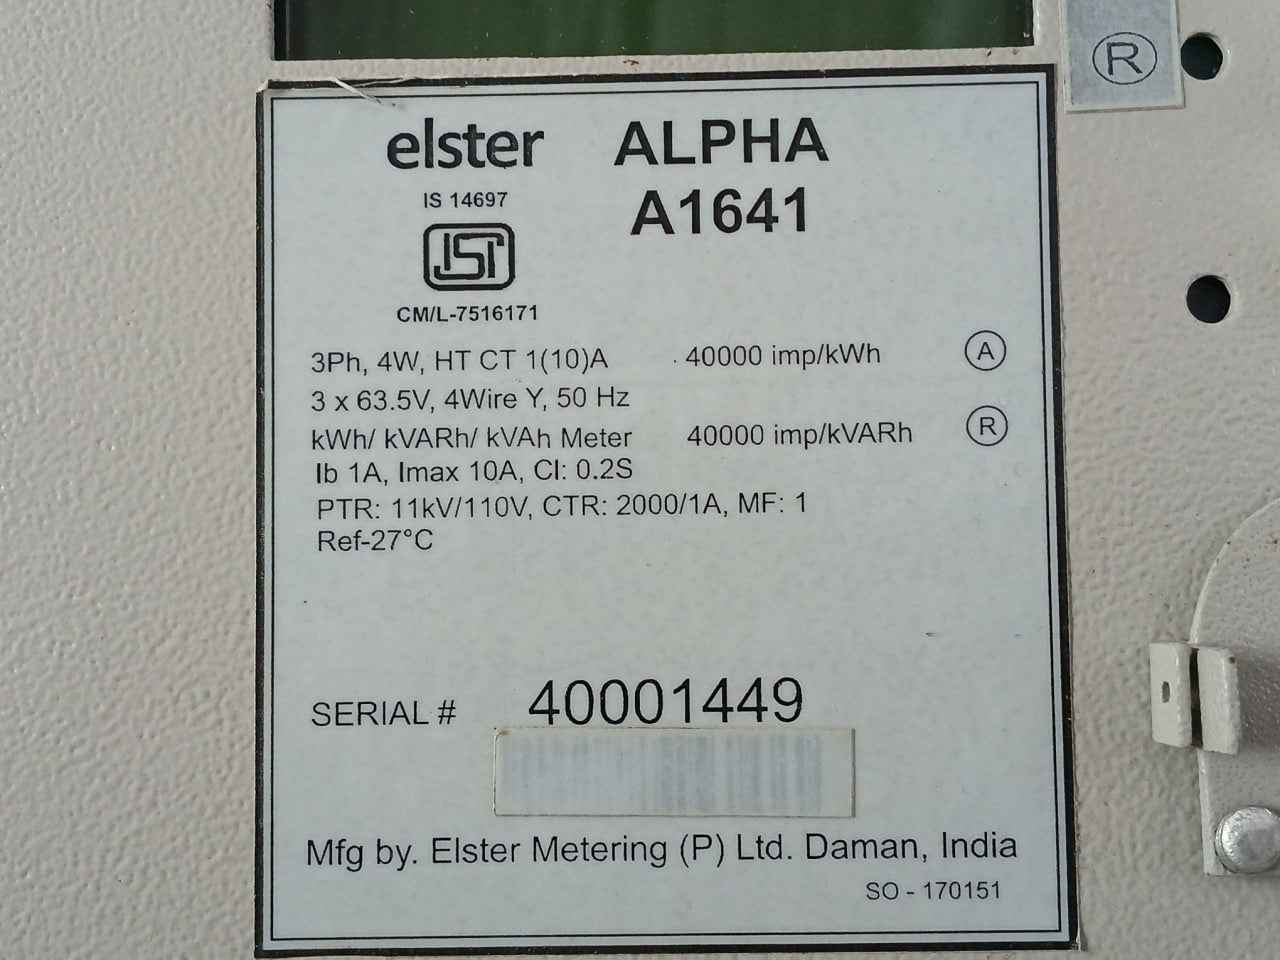 R
elster ALPHA
A1641
IS 14697
ISI
CM/L-7516171
3Ph, 4W, HT CT 1(10)A 40000 imp/kWh A
3 x 63.5V, 4Wire Y, 50 Hz
kWh/ kVARh/ kVAh Meter 40000 imp/kVARh R
Ib 1A, Imax 10A, Cl: 0.2S
PTR: 11kV/110V, CTR: 2000/1A, MF: 1
Ref-27°C
SERIAL # 40001449
Mfg by. Elster Metering (P) Ltd. Daman, India
SO - 170151